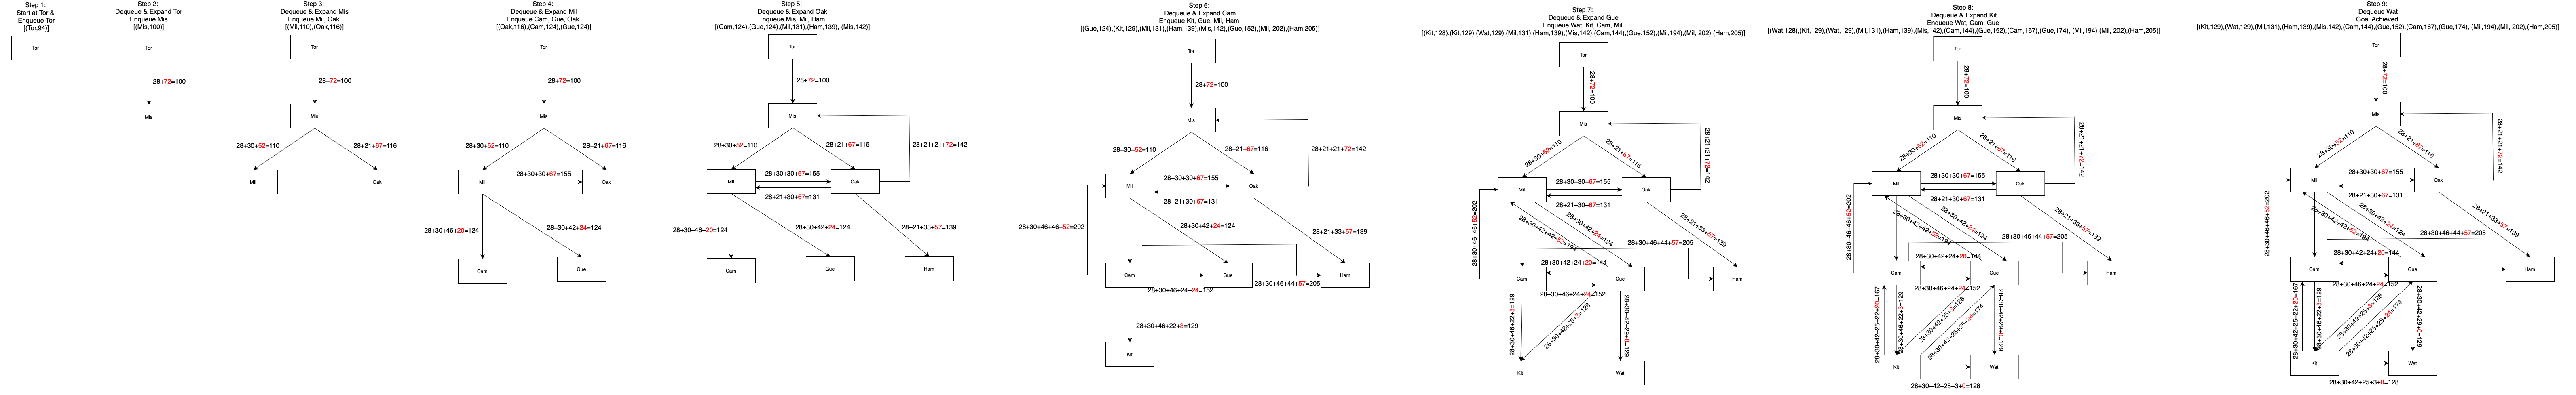 Step 1:
Start at Tor &
Enqueue Tor
[(Tor,94)]
Tor
Step 2:
Dequeue & Expand Tor
Enqueue Mis
[(Mis,100)]
Tor
28+72=100
Mis
Step 3:
Dequeue & Expand Mis
Enqueue Mil, Oak
[(Mil,110),(Oak,116)]
Tor
28+72=100
Mis
28+30+52=110
28+21+67=116
MIl
Oak
Step 4:
Dequeue & Expand Mil
Enqueue Cam, Gue, Oak
[(Oak,116),(Cam,124),(Gue,124)]
Tor
28+72=100
Mis
28+30+52=110
28+21+67=116
28+30+30+67=155
MIl
Oak
28+30+46+20=124
28+30+42+24=124
Cam
Gue
Step 5:
Dequeue & Expand Oak
Enqueue Mis, Mil, Ham
[(Cam,124),(Gue,124),(Mil,131),(Ham,139), (Mis,142)]
Tor
28+72=100
Mis
28+30+52=110
28+21+67=116
28+21+21+72=142
28+30+30+67=155
MIl
Oak
28+21+30+67=131
28+30+46+20=124
28+30+42+24=124
28+21+33+57=139
Cam
Gue
Ham
Step 6:
Dequeue & Expand Cam
Enqueue Kit, Gue, Mil, Ham
[(Gue,124),(Kit,129),(Mil,131),(Ham,139),(Mis,142),(Gue,152),(Mil, 202),(Ham,205)]
Tor
28+72=100
Mis
28+30+52=110
28+21+67=116
28+21+21+72=142
28+30+30+67=155
MIl
Oak
28+21+30+67=131
28+30+46+46+52=202
28+30+42+24=124
28+21+33+57=139
Cam
Gue
Ham
28+30+46+44+57=205
28+30+46+24+24=152
28+30+46+22+3=129
Kit
Step 7:
Dequeue & Expand Gue
Enqueue Wat, Kit, Cam, Mil
[(Kit,128),(Kit,129),(Wat,129),(Mil,131),(Ham,139),(Mis,142),(Cam,144),(Gue,152),(Mil,194),(Mil, 202),(Ham,205)]
Tor
28+72=100
Mis
28+30+52=110
28+21+67=116
28+21+21+72=142
28+30+30+67=155
MIl
Oak
28+21+30+67=131
28+30+46+46+52=202
28+30+42+42+52=194
28+30+42+24=124
28+21+33+57=139
28+30+46+44+57=205
28+30+42+24+20=144
Cam
Gue
Ham
28+30+46+24+24=152
28+30+46+22+3=129
28+30+42+25+3=128
28+30+42+29+0=129
Kit
Wat
Step 8:
Dequeue & Expand Kit
Enqueue Wat, Cam, Gue
[(Wat,128),(Kit,129),(Wat,129),(Mil,131),(Ham,139),(Mis,142),(Cam,144),(Gue,152),(Cam,167),(Gue,174), (Mil,194),(Mil, 202),(Ham,205)]
Tor
28+72=100
Mis
28+30+52=110
28+21+67=116
28+21+21+72=142
28+30+30+67=155
MIl
Oak
28+21+30+67=131
28+30+46+46+52=202
28+30+42+42+52=194
28+30+42+24=124
28+21+33+57=139
28+30+46+44+57=205
28+30+42+24+20=144
Cam
Gue
Ham
28+30+46+24+24=152
28+30+42+25+22+20=167
28+30+46+22+3=129
28+30+42+25+3=128
28+30+42+25+25+24=174
28+30+42+29+0=129
Kit
Wat
28+30+42+25+3+0=128
Step 9:
Dequeue Wat
Goal Achieved
[(Kit,129),(Wat,129),(Mil,131),(Ham,139),(Mis,142),(Cam,144),(Gue,152),(Cam,167),(Gue,174), (Mil,194),(Mil, 202),(Ham,205)]
Tor
28+72=100
Mis
28+30+52=110
28+21+67=116
28+21+21+72=142
28+30+30+67=155
MIl
Oak
28+21+30+67=131
28+30+46+46+52=202
28+30+42+42+52=194
28+30+42+24=124
28+21+33+57=139
28+30+46+44+57=205
28+30+42+24+20=144
Cam
Gue
Ham
28+30+46+24+24=152
28+30+42+25+22+20=167
28+30+46+22+3=129
28+30+42+25+3=128
28+30+42+25+25+24=174
28+30+42+29+0=129
Kit
Wat
28+30+42+25+3+0=128